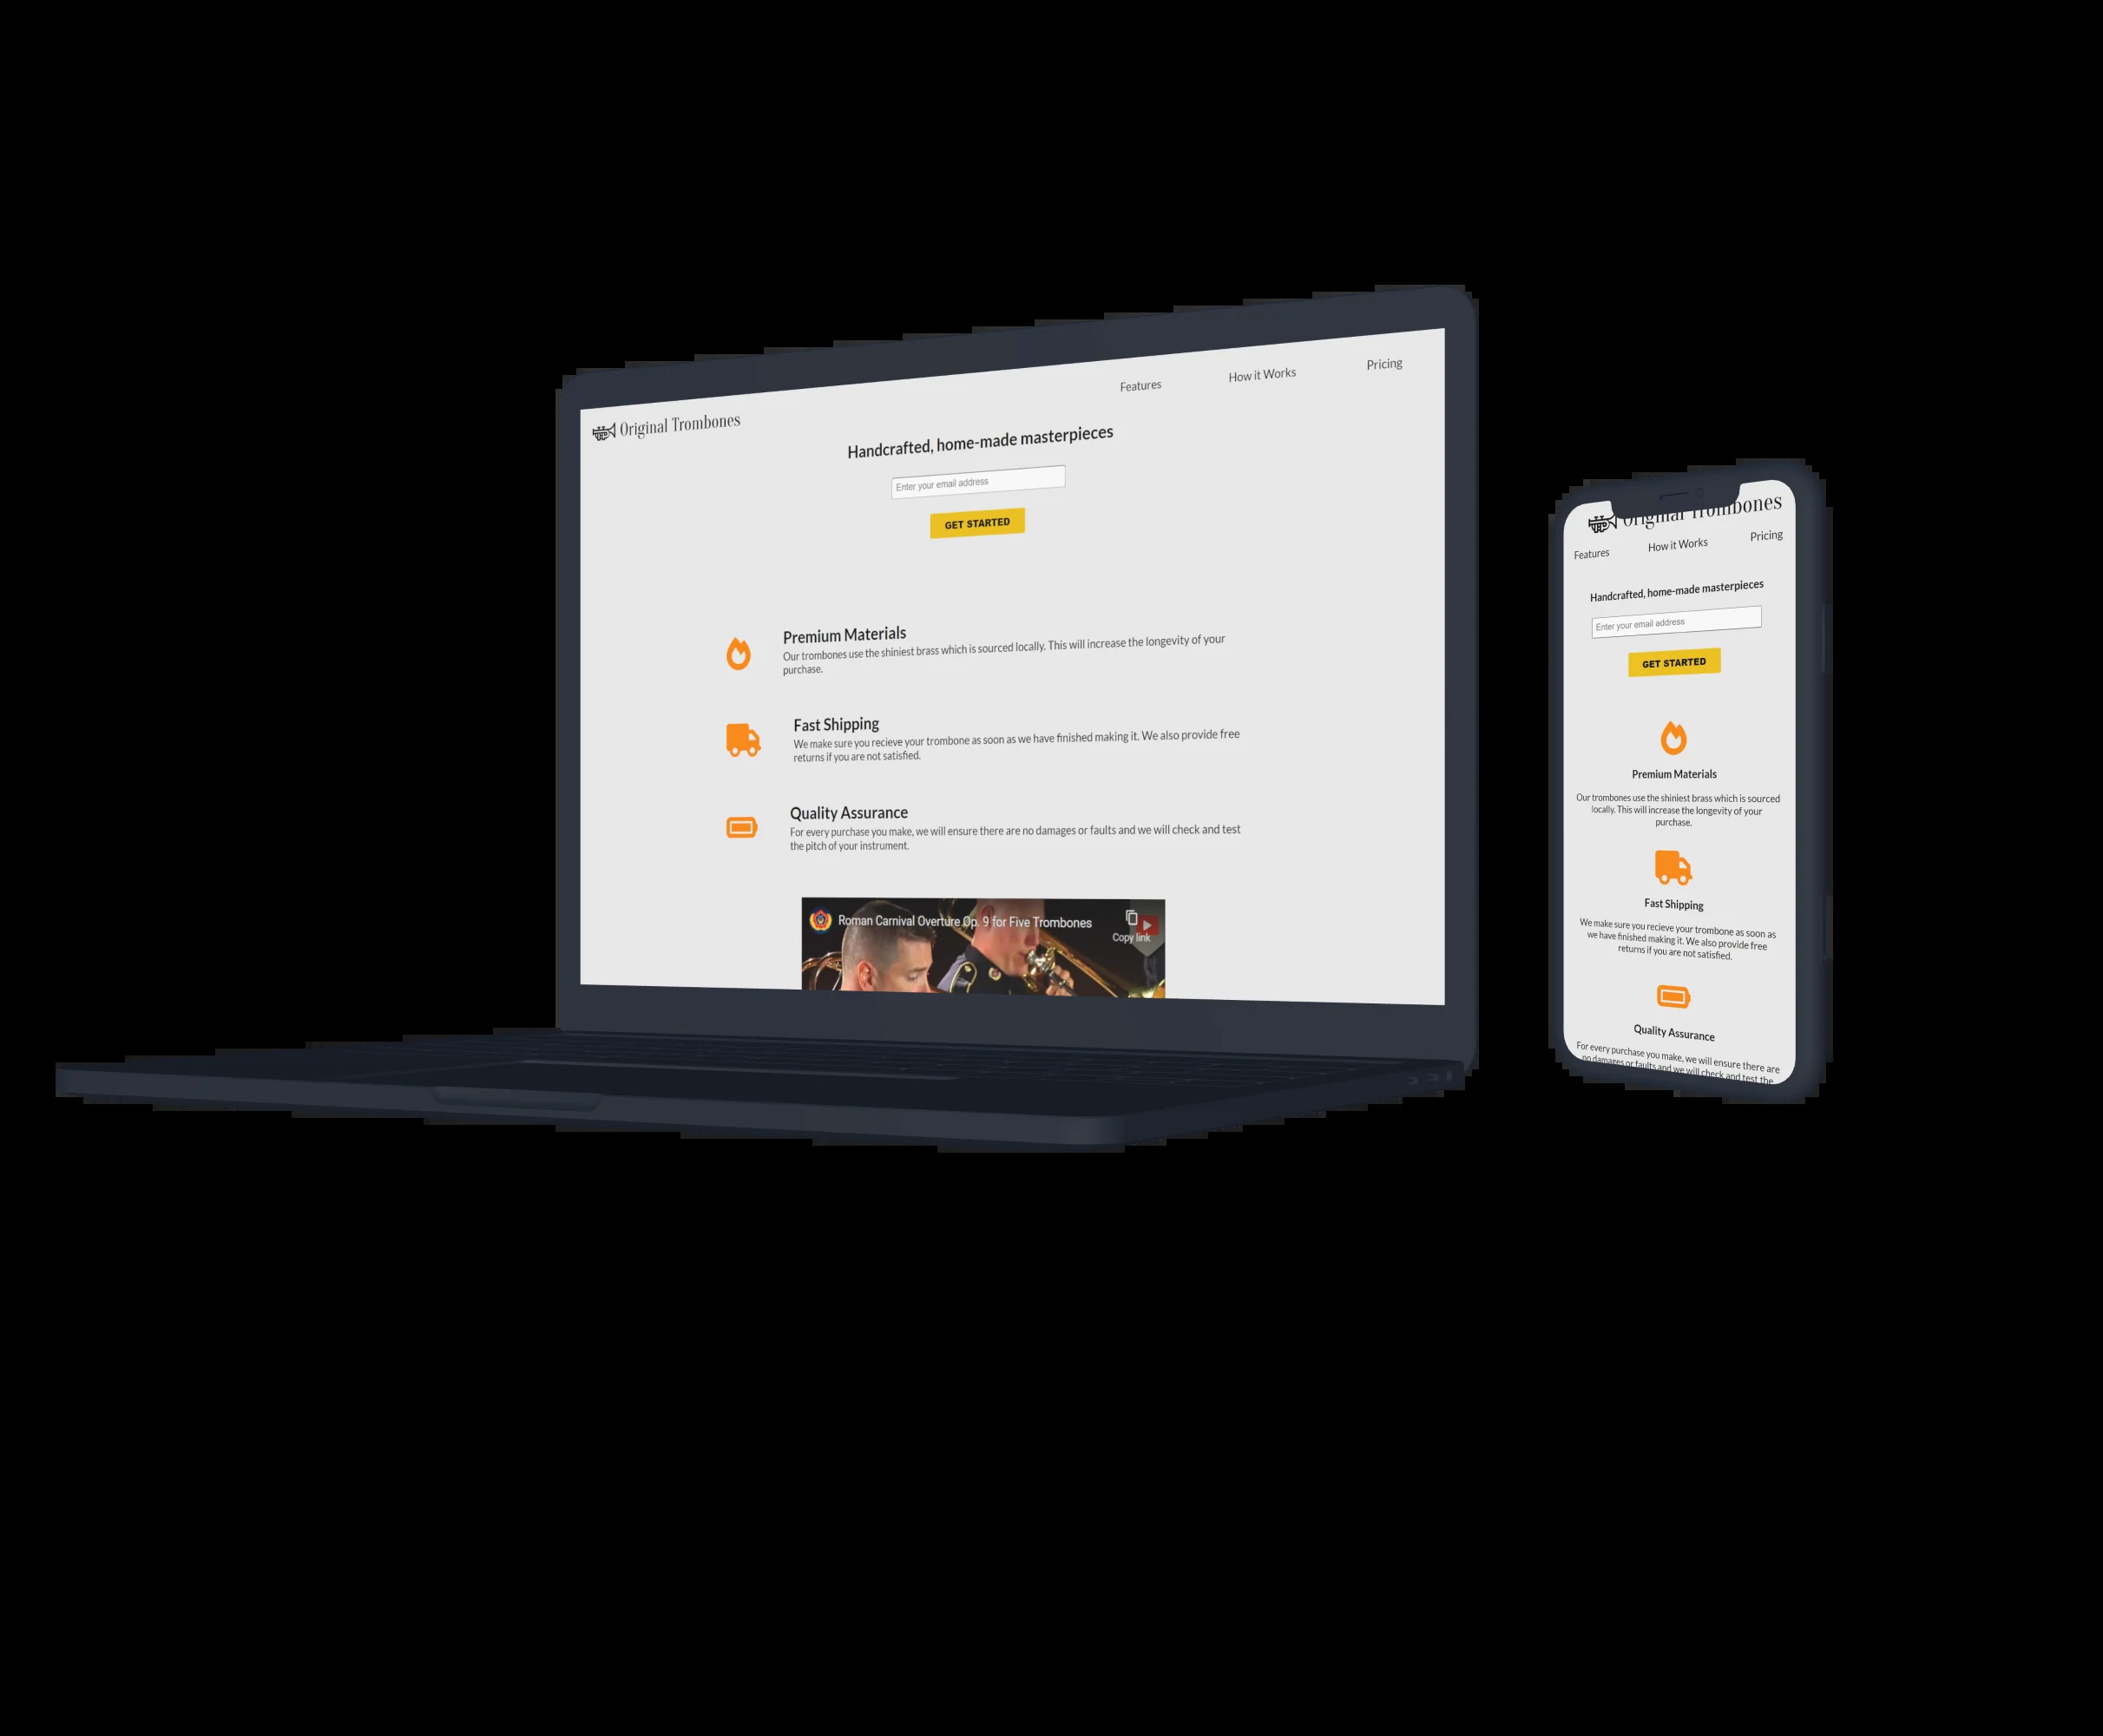 Original Trombones
Features
How it Works
Pricing
Handcrafted, home-made masterpieces
Enter your email address
GET STARTED
Premium Materials
Our trombones use the shiniest brass which is sourced locally. This will increase the longevity of your
purchase.
Fast Shipping
We make sure you recieve your trombone as soon as we have finished making it. We also provide free
returns if you are not satisfied.
Quality Assurance
For every purchase you make, we will ensure there are no damages or faults and we will check and test
the pitch of your instrument.
Roman Carnival Overture Op. 9 for Five Trombones
Copy link
Original Trombones
Features
How it Works
Pricing
Handcrafted, home-made masterpieces
Enter your email address
GET STARTED
Premium Materials
Our trombones use the shiniest brass which is sourced
locally. This will increase the longevity of your
purchase.
Fast Shipping
We make sure you recieve your trombone as soon as
we have finished making it. We also provide free
returns if you are not satisfied.
Quality Assurance
For every purchase you make, we will ensure there are
no damages or faults and we will check and test the